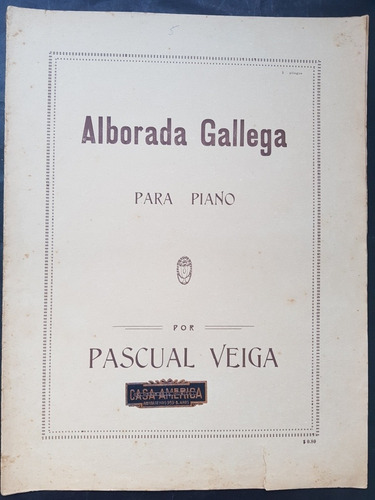 Alborada Gallega
PARA PIANO
POR
PASCUAL VEIGA
CASA AMERICA